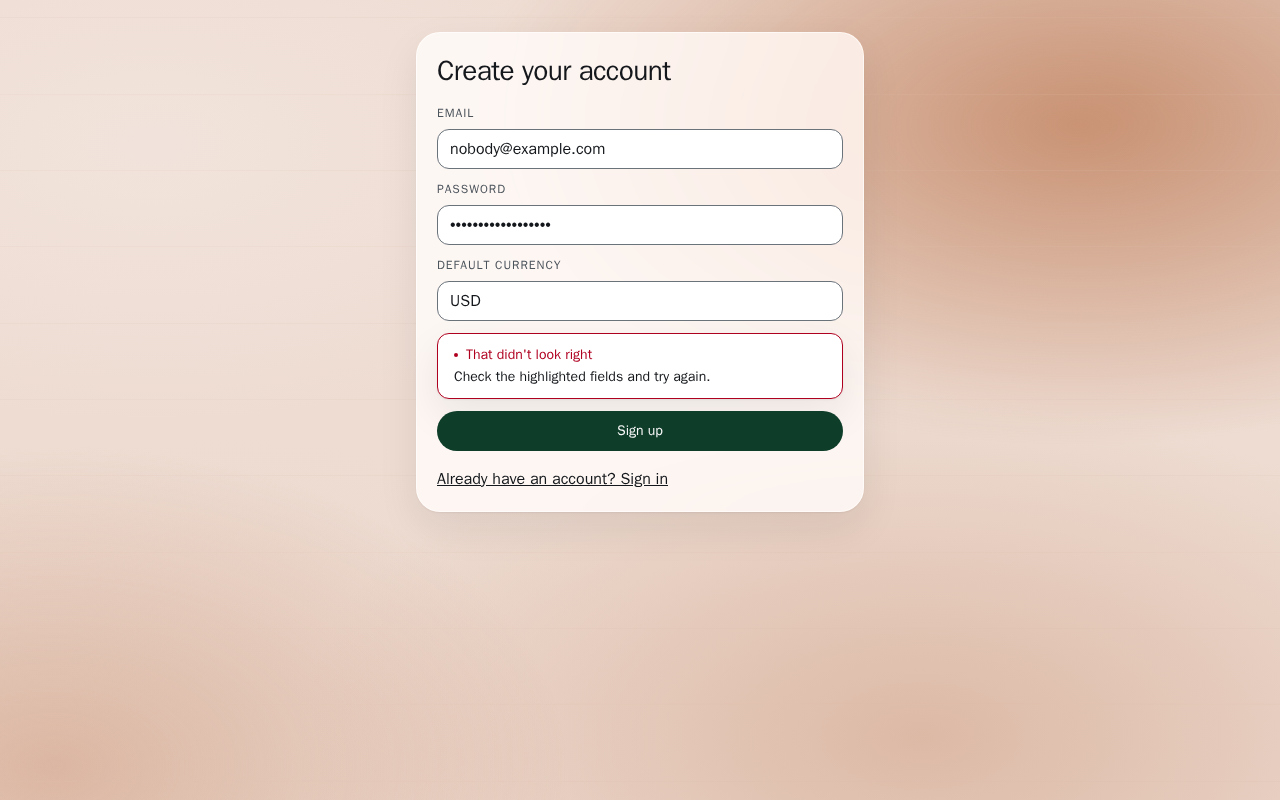 Create your account
EMAIL
nobody@example.com
PASSWORD
••••••••••••••••••
DEFAULT CURRENCY
USD
• That didn't look right
Check the highlighted fields and try again.
Sign up
Already have an account? Sign in